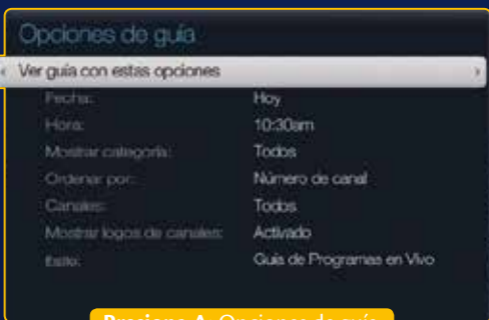 Opciones de guía
Ver guía con estas opciones
Fecha: Hoy
Hora: 10:30am
Mostrar categoría: Todos
Ordenar por: Número de canal
Canales: Todos
Mostrar logos de canales: Activado
Estilo: Guía de Programas en Vivo
Presione A: Opciones de guía